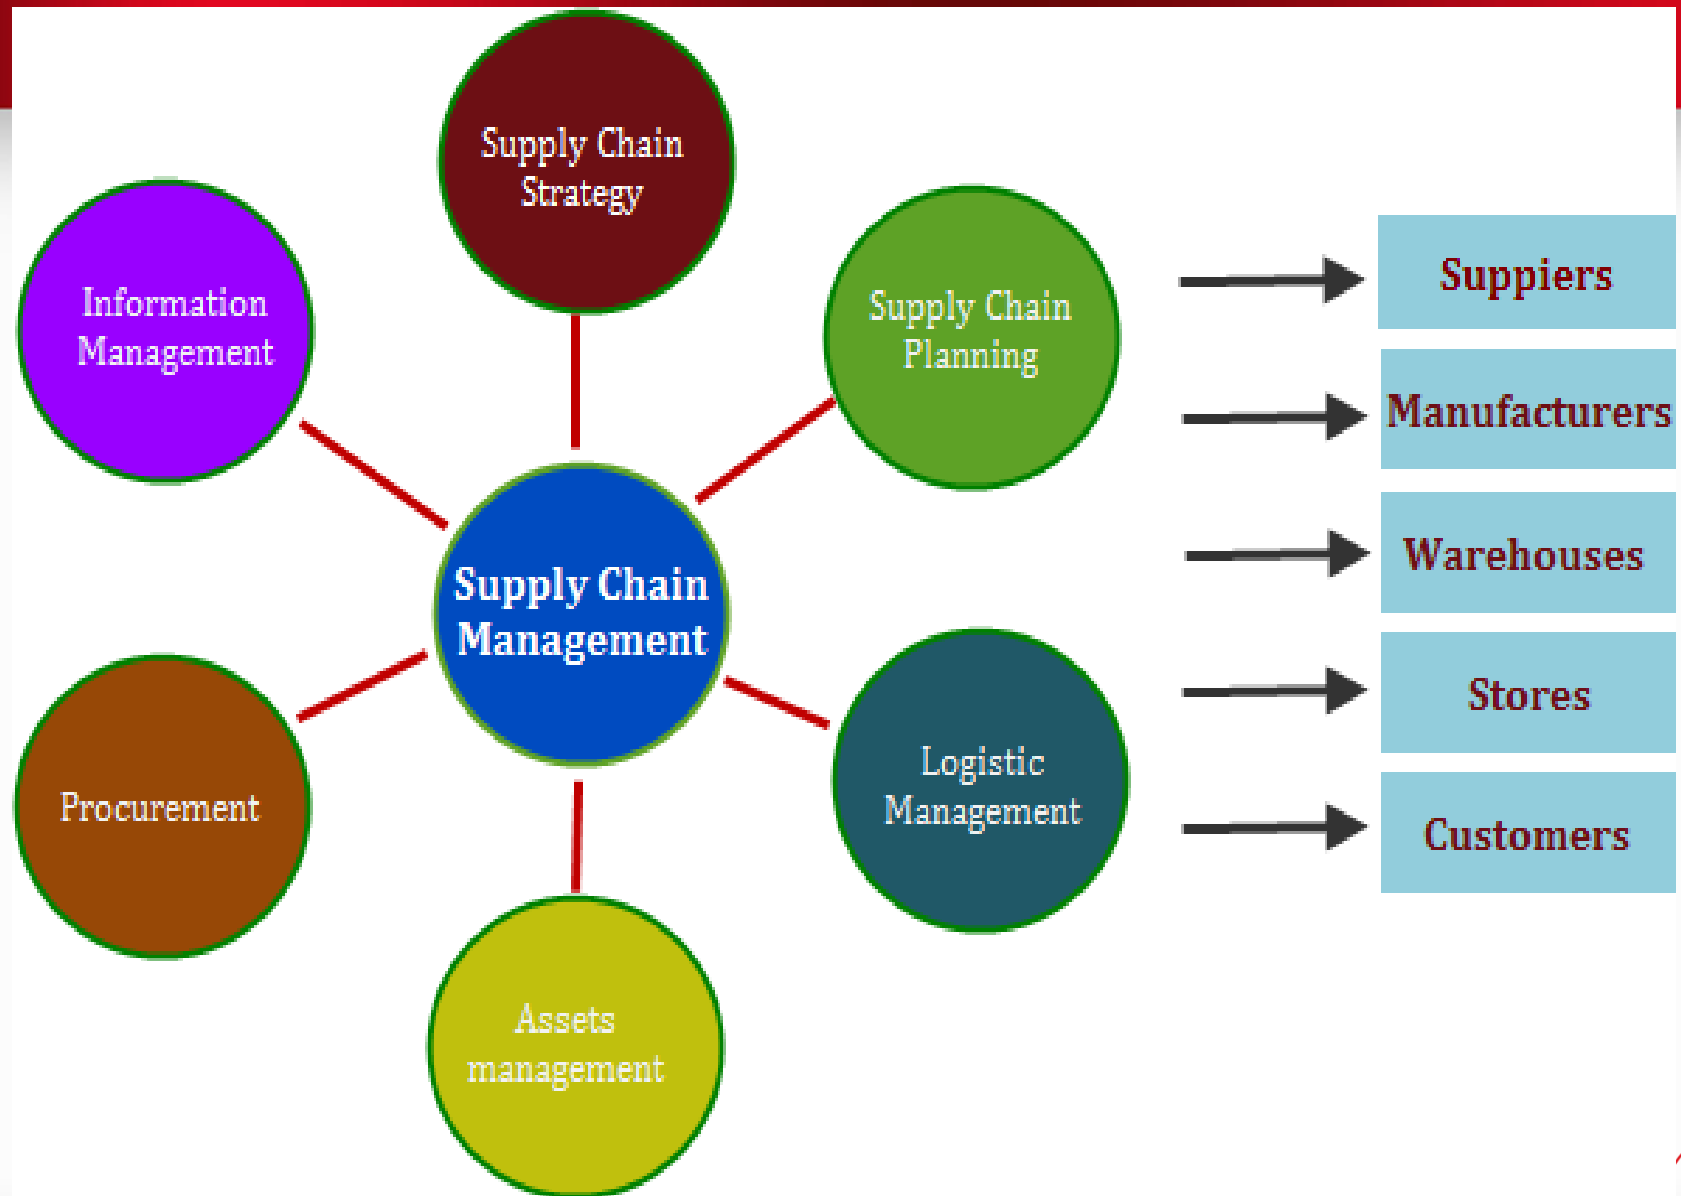 Supply Chain
Strategy
Information
Management
Supply Chain
Planning
Supply Chain
Management
Procurement
Logistic
Management
Assets
management
Suppiers
Manufacturers
Warehouses
Stores
Customers